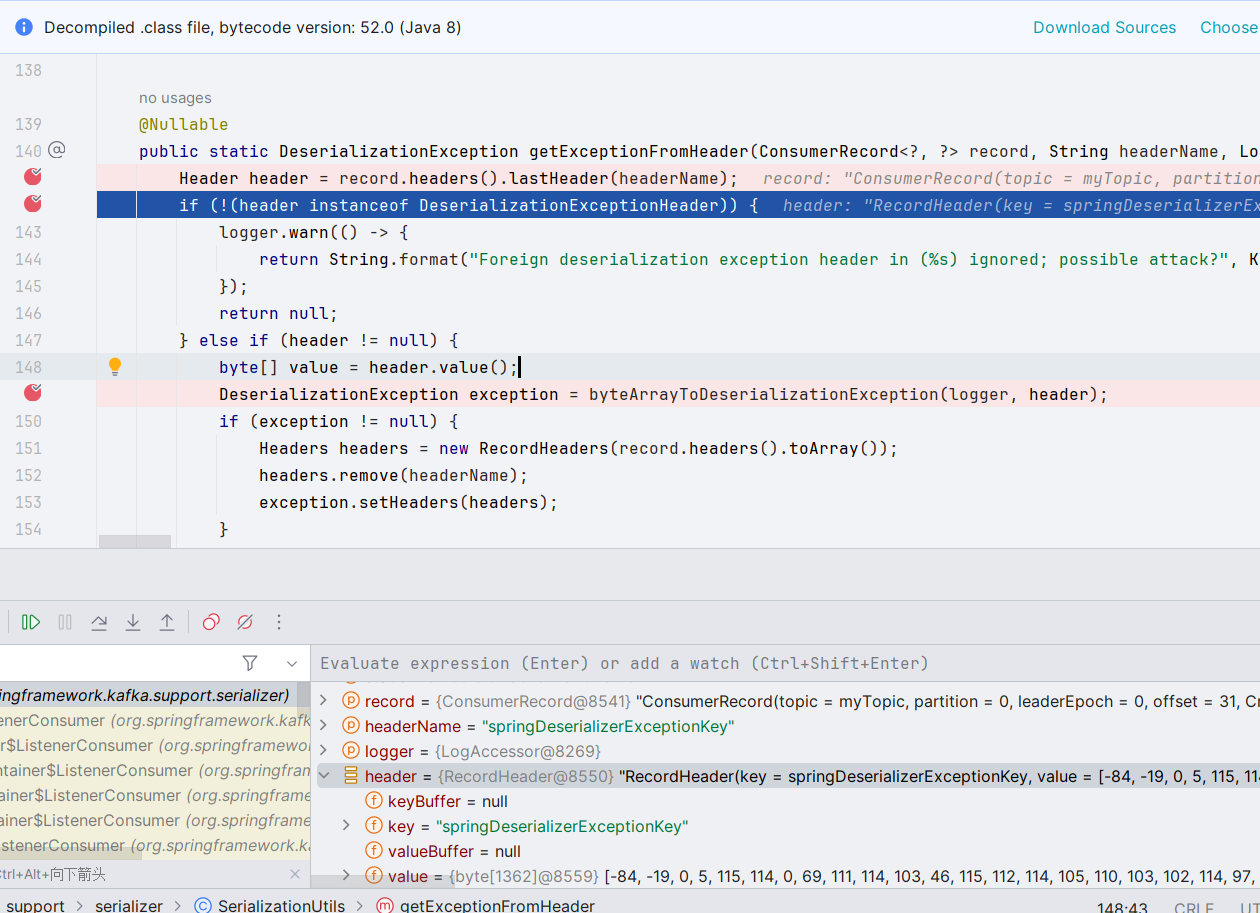 Decompiled .class file, bytecode version: 52.0 (Java 8) Download Sources Choose
138
no usages
139 @Nullable
140 @ public static DeserializationException getExceptionFromHeader(ConsumerRecord<?, ?> record, String headerName, Lo
Header header = record.headers().lastHeader(headerName); record: "ConsumerRecord(topic = myTopic, partition
if (!(header instanceof DeserializationExceptionHeader)) { header: "RecordHeader(key = springDeserializerEx
143 logger.warn(() -> {
144 return String.format("Foreign deserialization exception header in (%s) ignored; possible attack?", K
145 });
146 return null;
147 } else if (header != null) {
148 byte[] value = header.value();
DeserializationException exception = byteArrayToDeserializationException(logger, header);
150 if (exception != null) {
151 Headers headers = new RecordHeaders(record.headers().toArray());
152 headers.remove(headerName);
153 exception.setHeaders(headers);
154 }
Evaluate expression (Enter) or add a watch (Ctrl+Shift+Enter)
ingframework.kafka.support.serializer)
enerConsumer (org.springframework.kafk
r$ListenerConsumer (org.springframewo
ntainer$ListenerConsumer (org.springfram
ainer$ListenerConsumer (org.springframe
ainer$ListenerConsumer (org.springframe
istenerConsumer (org.springframework.k
Ctrl+Alt+向下箭头
record = {ConsumerRecord@8541} "ConsumerRecord(topic = myTopic, partition = 0, leaderEpoch = 0, offset = 31, Cr
headerName = "springDeserializerExceptionKey"
logger = {LogAccessor@8269}
header = {RecordHeader@8550} "RecordHeader(key = springDeserializerExceptionKey, value = [-84, -19, 0, 5, 115, 114
keyBuffer = null
key = "springDeserializerExceptionKey"
valueBuffer = null
value = {byte[1362]@8559} [-84, -19, 0, 5, 115, 114, 0, 69, 111, 114, 103, 46, 115, 112, 114, 105, 110, 103, 102, 114, 97,
support > serializer > SerializationUtils > getExceptionFromHeader 148:43 CRLF UT